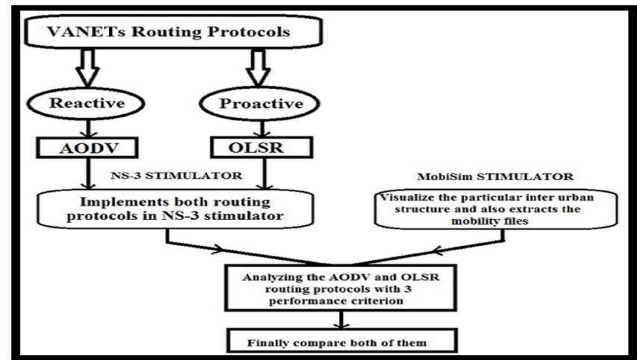 VANETs Routing Protocols
Reactive
Proactive
AODV
OLSR
NS-3 STIMULATOR
MobiSim STIMULATOR
Implements both routing
protocols in NS-3 stimulator
Visualize the particular inter urban
structure and also extracts the
mobility files
Analyzing the AODV and OLSR
routing protocols with 3
performance criterion
Finally compare both of them